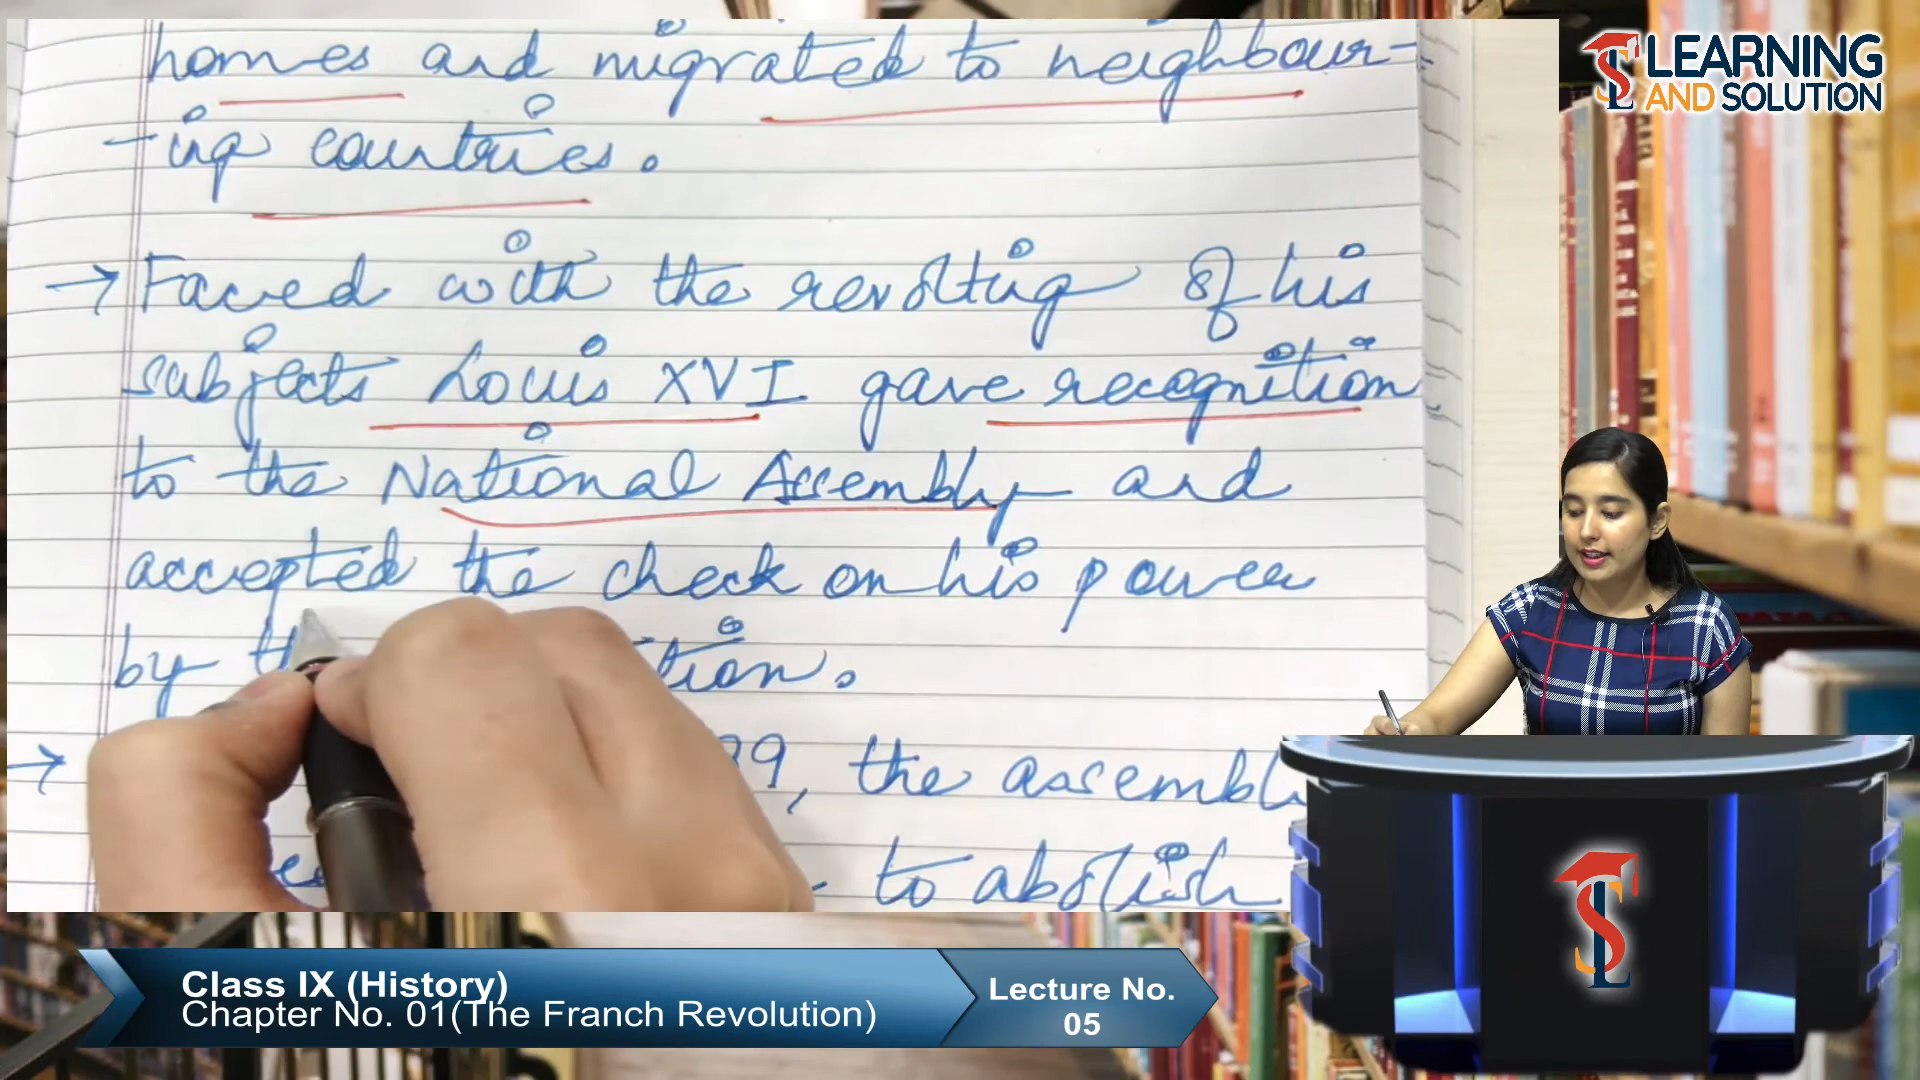 homes and migrated to neighbour-
-ing countries.
→ Faced with the revolting of his
subjects Louis XVI gave recognition
to the National Assembly and
accepted the check on his power
by
9, the assembl
to abolish
LEARNING
AND SOLUTION
Class IX (History)
Chapter No. 01(The Franch Revolution)
Lecture No.
05